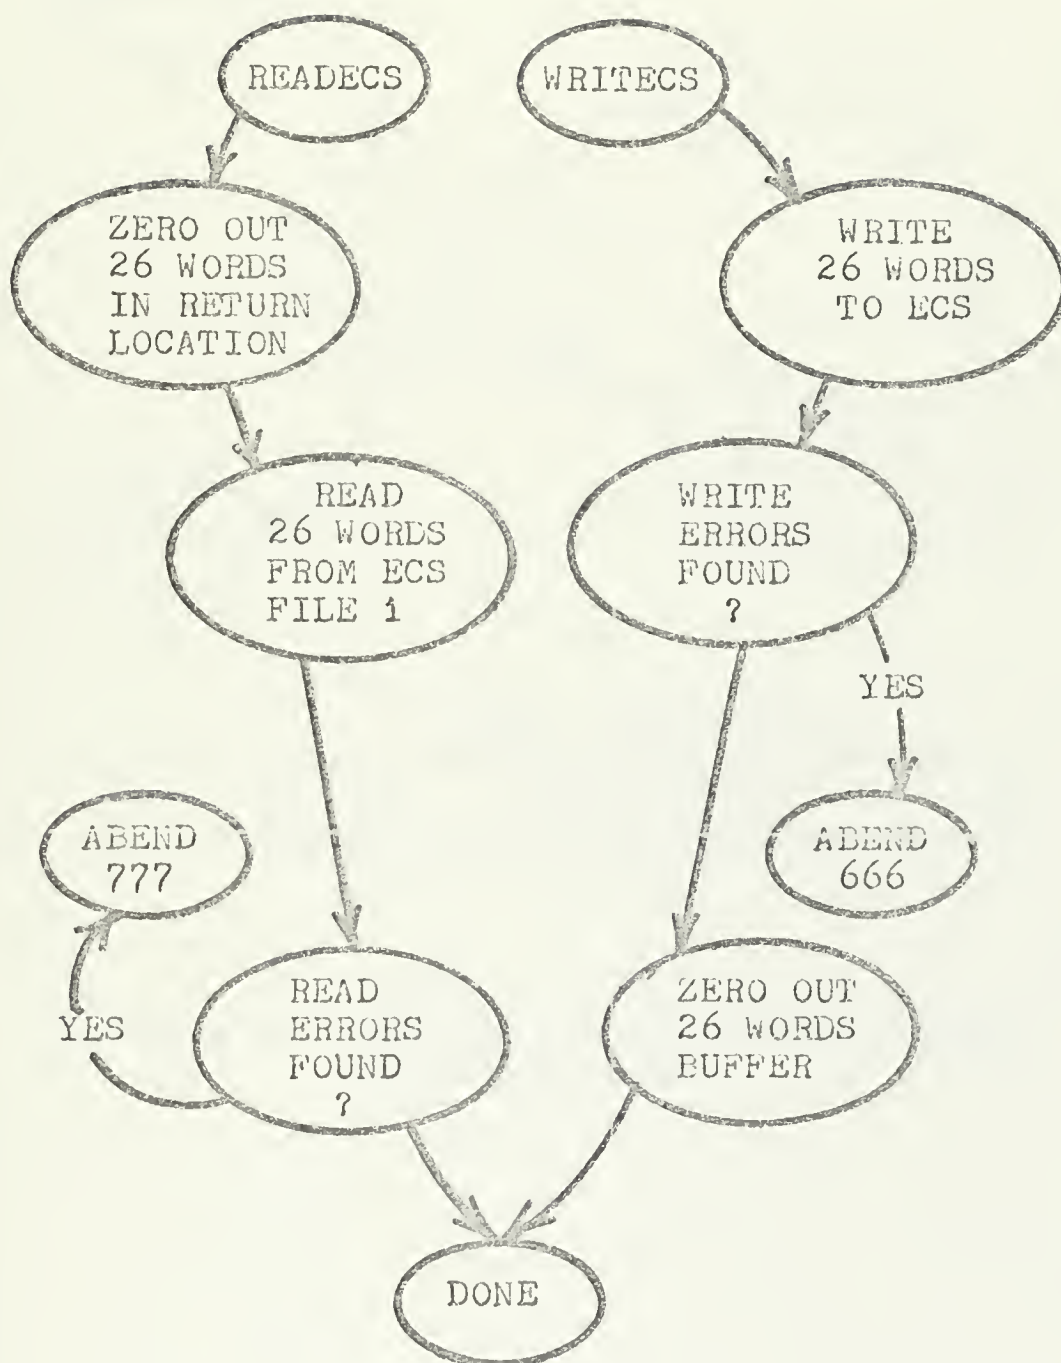 READECS
WRITECS
ZERO OUT
26 WORDS
IN RETURN
LOCATION
WRITE
26 WORDS
TO ECS
READ
26 WORDS
FROM ECS
FILE 1
WRITE
ERRORS
FOUND
?
YES
ABEND
777
ABEND
666
READ
ERRORS
FOUND
?
YES
ZERO OUT
26 WORDS
BUFFER
DONE